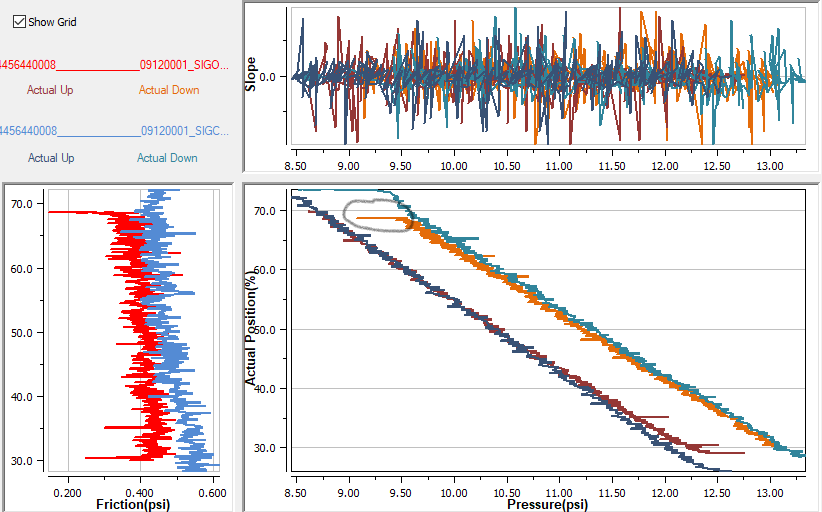 Show Grid
4456440008________________09120001_SIGO...
Actual Up Actual Down
4456440008________________09120001_SIGC...
Actual Up Actual Down
Slope
0.0
8.50 9.00 9.50 10.00 10.50 11.00 11.50 12.00 12.50 13.00
70.0
60.0
50.0
40.0
30.0
0.200 0.400 0.600
Friction(psi)
Actual Position(%)
70.0
60.0
50.0
40.0
30.0
8.50 9.00 9.50 10.00 10.50 11.00 11.50 12.00 12.50 13.00
Pressure(psi)